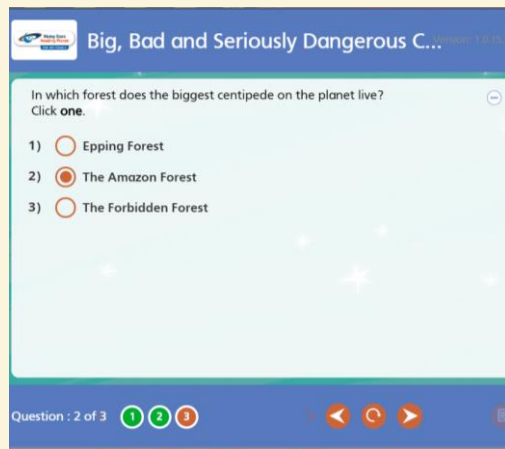 Big, Bad and Seriously Dangerous C...
In which forest does the biggest centipede on the planet live?
Click one.
1) Epping Forest
2) The Amazon Forest
3) The Forbidden Forest
Question : 2 of 3 1 2 3